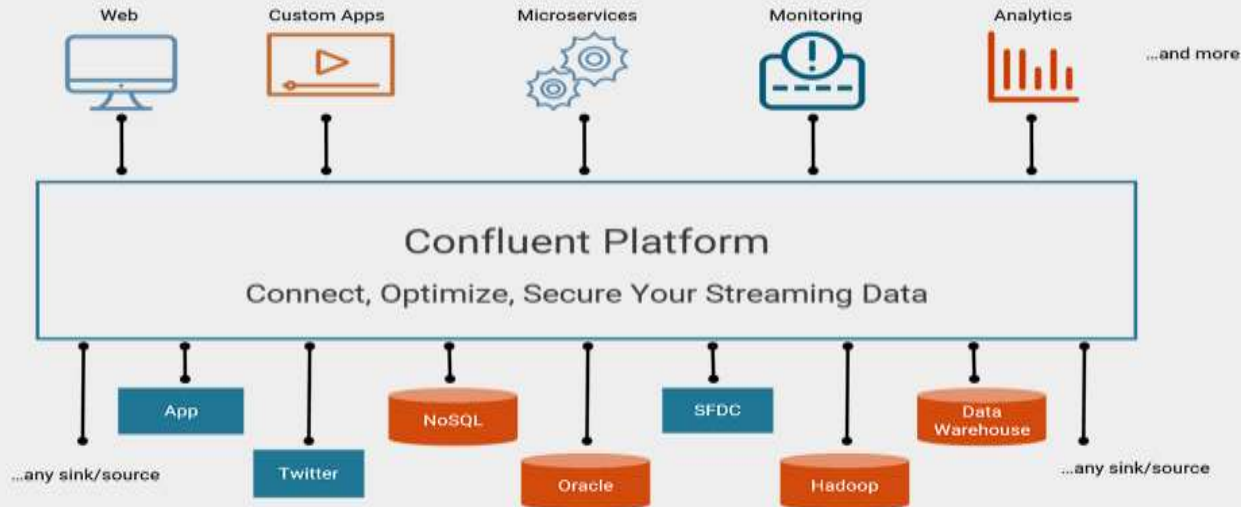 Web
Custom Apps
Microservices
Monitoring
Analytics
...and more
Confluent Platform
Connect, Optimize, Secure Your Streaming Data
App
NoSQL
SFDC
Data
Warehouse
...any sink/source
Twitter
Oracle
Hadoop
...any sink/source